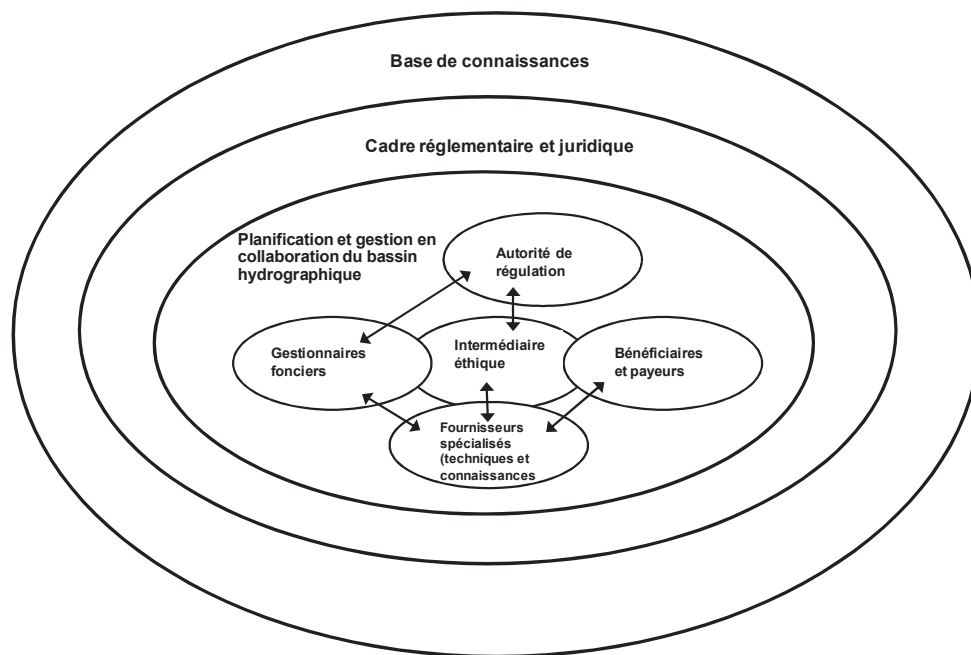 Base de connaissances
Cadre réglementaire et juridique
Planification et gestion en
collaboration du bassin
hydrographique
Autorité de
régulation
Gestionnaires
fonciers
Intermédiaire
éthique
Bénéficiaires
et payeurs
Fournisseurs
spécialisés
(techniques et
connaissances